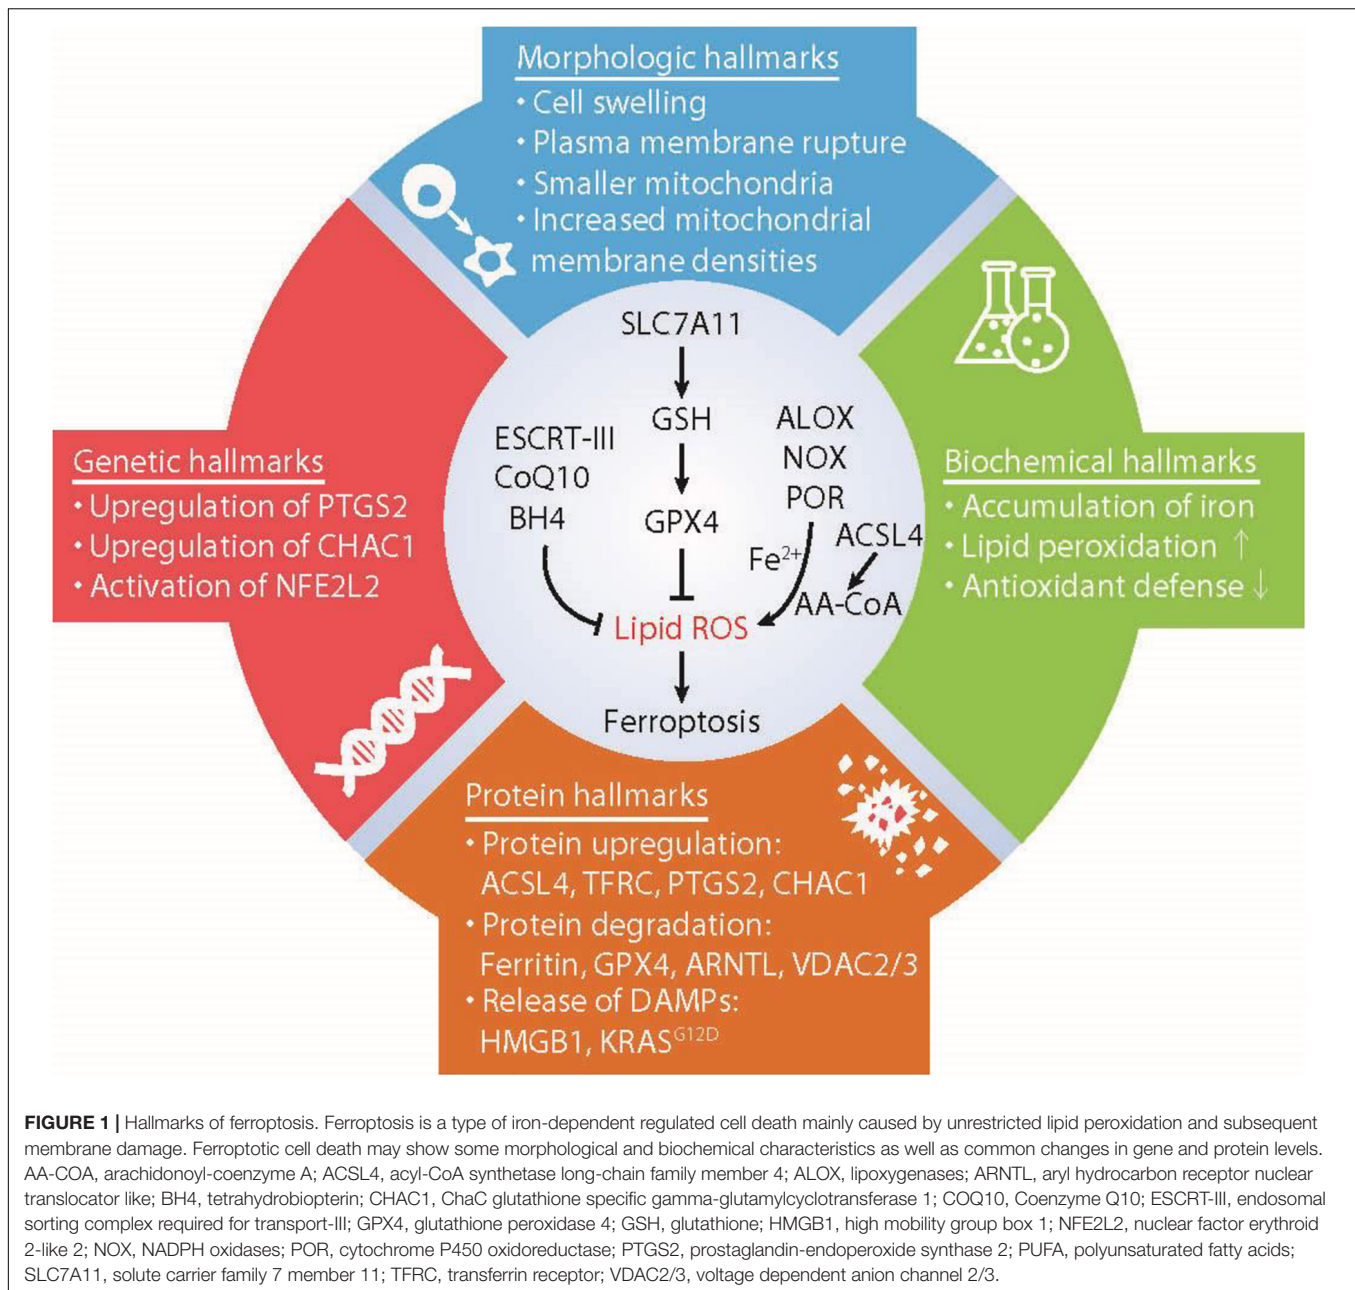 Morphologic hallmarks
• Cell swelling
• Plasma membrane rupture
• Smaller mitochondria
• Increased mitochondrial
membrane densities
Genetic hallmarks
• Upregulation of PTGS2
• Upregulation of CHAC1
• Activation of NFE2L2
SLC7A11
GSH
GPX4
ESCRT-III
CoQ10
BH4
ALOX
NOX
POR
Fe²⁺
ACSL4
AA-CoA
Lipid ROS
Ferroptosis
Biochemical hallmarks
• Accumulation of iron
• Lipid peroxidation ↑
• Antioxidant defense ↓
Protein hallmarks
• Protein upregulation:
ACSL4, TFRC, PTGS2, CHAC1
• Protein degradation:
Ferritin, GPX4, ARNTL, VDAC2/3
• Release of DAMPs:
HMGB1, KRASᴳ¹²ᴰ
FIGURE 1 | Hallmarks of ferroptosis. Ferroptosis is a type of iron-dependent regulated cell death mainly caused by unrestricted lipid peroxidation and subsequent
membrane damage. Ferroptotic cell death may show some morphological and biochemical characteristics as well as common changes in gene and protein levels.
AA-COA, arachidonoyl-coenzyme A; ACSL4, acyl-CoA synthetase long-chain family member 4; ALOX, lipoxygenases; ARNTL, aryl hydrocarbon receptor nuclear
translocator like; BH4, tetrahydrobiopterin; CHAC1, ChaC glutathione specific gamma-glutamylcyclotransferase 1; COQ10, Coenzyme Q10; ESCRT-III, endosomal
sorting complex required for transport-III; GPX4, glutathione peroxidase 4; GSH, glutathione; HMGB1, high mobility group box 1; NFE2L2, nuclear factor erythroid
2-like 2; NOX, NADPH oxidases; POR, cytochrome P450 oxidoreductase; PTGS2, prostaglandin-endoperoxide synthase 2; PUFA, polyunsaturated fatty acids;
SLC7A11, solute carrier family 7 member 11; TFRC, transferrin receptor; VDAC2/3, voltage dependent anion channel 2/3.